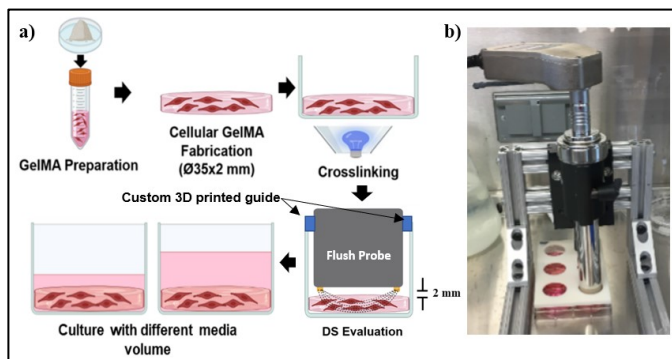 a)
b)
GelMA Preparation
Cellular GelMA
Fabrication
(Ø35x2 mm)
Crosslinking
Custom 3D printed guide
Flush Probe
2 mm
DS Evaluation
Culture with different media
volume